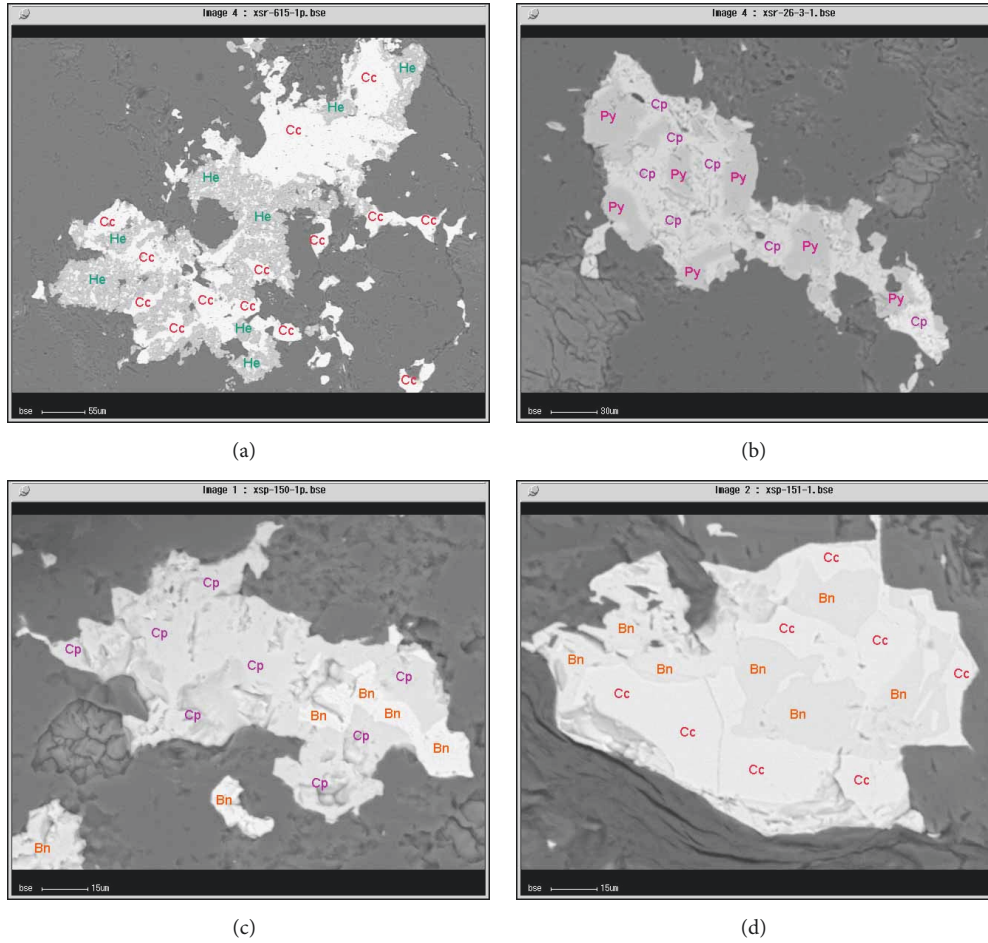 Image 4 : xsr-615-1p.bse
Cc
He
He
Cc
He
He
Cc
Cc
Cc
He
Cc
Cc
Cc
He
Cc
Cc
Cc
Cc
He
Cc
He
Cc
bse 55um
(a)
Image 4 : xsr-26-3-1.bse
Cp
Py
Cp
Cp
Cp
Py
Py
Py
Cp
Cp
Py
Py
Py
Cp
bse 30um
(b)
Image 1 : xsp-150-1p.bse
Cp
Cp
Cp
Cp
Cp
Bn
Cp
Bn
Bn
Cp
Bn
Cp
Bn
Bn
bse 15um
(c)
Image 2 : xsp-151-1.bse
Cc
Bn
Bn
Cc
Cc
Bn
Bn
Bn
Cc
Cc
Bn
Bn
Cc
Cc
Cc
bse 15um
(d)